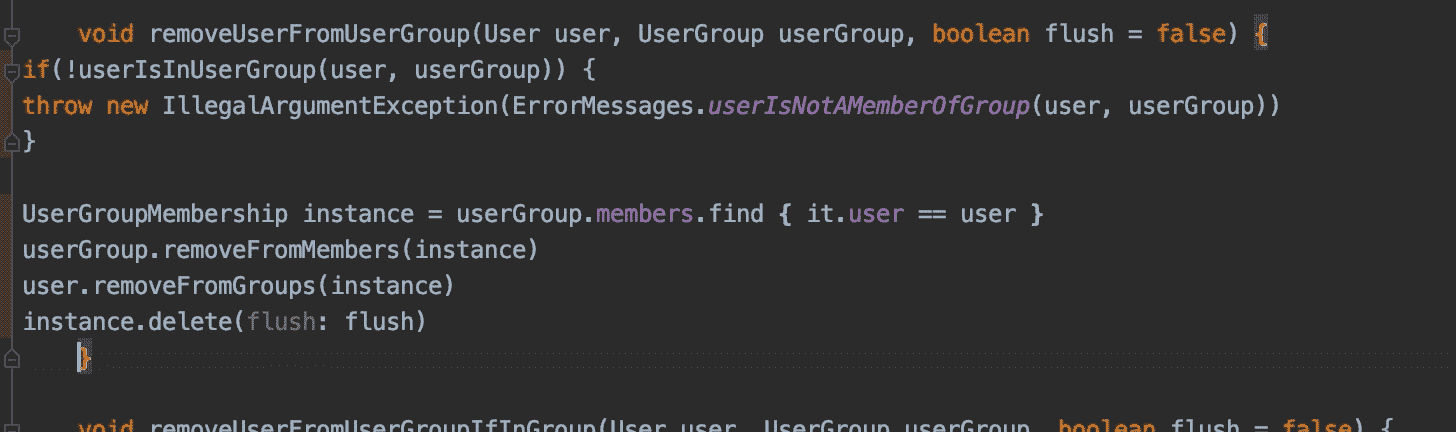 void removeUserFromUserGroup(User user, UserGroup userGroup, boolean flush = false) {
if(!userIsInUserGroup(user, userGroup)) {
throw new IllegalArgumentException(ErrorMessages.userIsNotAMemberOfGroup(user, userGroup))
}
UserGroupMembership instance = userGroup.members.find { it.user == user }
userGroup.removeFromMembers(instance)
user.removeFromGroups(instance)
instance.delete(flush: flush)
}
void removeUserFromUserGroupIfInGroup(User user, UserGroup userGroup, boolean flush = false) {